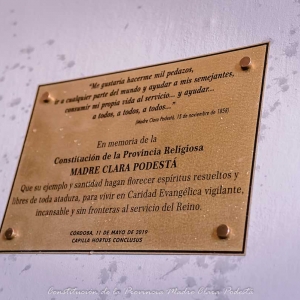 "Me gustaría hacerme mil pedazos,
ir a cualquier parte del mundo y ayudar a mis semejantes,
consumir mi propia vida al servicio... y ayudar...
a todos, a todos, a todos..."
(Madre Clara Podestá, 13 de noviembre de 1958)
En memoria de la
Constitución de la Provincia Religiosa
MADRE CLARA PODESTÁ
Que su ejemplo y santidad hagan florecer espíritus resueltos y
libres de toda atadura, para vivir en Caridad Evangélica vigilante,
incansable y sin fronteras al servicio del Reino.
CÓRDOBA, 11 DE MAYO DE 2019
CAPILLA HORTUS CONCLUSUS
Constitución de la Provincia Madre Clara Podestá